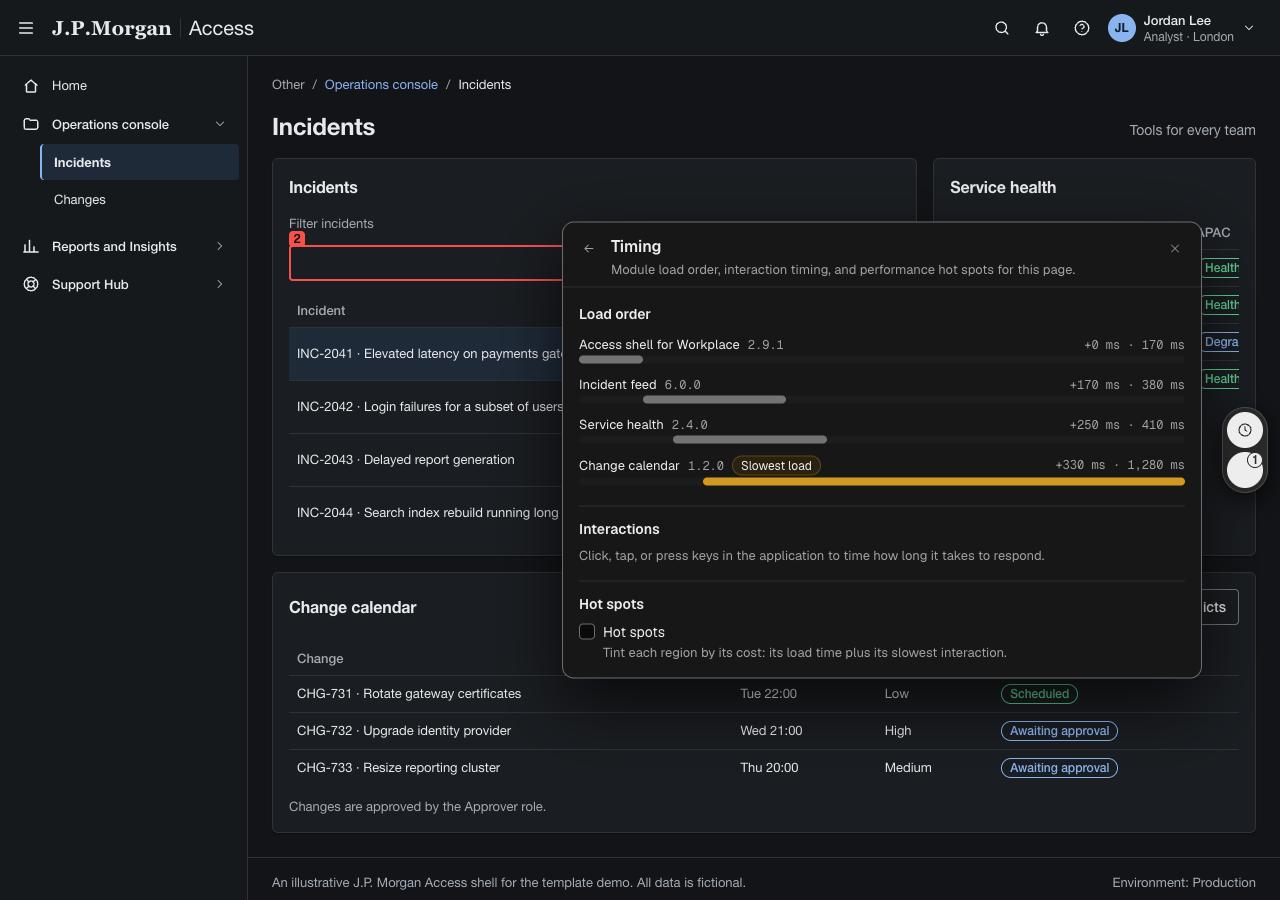 J.P.Morgan Access
JL
Jordan Lee
Analyst · London
Home
Operations console
Incidents
Changes
Reports and Insights
Support Hub
Other / Operations console / Incidents
Incidents
Tools for every team
Incidents
Filter incidents
2
Incident
INC-2041 · Elevated latency on payments
INC-2042 · Login failures for a subset of users
INC-2043 · Delayed report generation
INC-2044 · Search index rebuild running long
Service health
Timing
Module load order, interaction timing, and performance hot spots for this page.
Load order
Access shell for Workplace 2.9.1 +0 ms · 170 ms
Incident feed 6.0.0 +170 ms · 380 ms
Service health 2.4.0 +250 ms · 410 ms
Change calendar 1.2.0 Slowest load +330 ms · 1,280 ms
Interactions
Click, tap, or press keys in the application to time how long it takes to respond.
Hot spots
Hot spots
Tint each region by its cost: its load time plus its slowest interaction.
1
Change calendar
Change
CHG-731 · Rotate gateway certificates Tue 22:00 Low Scheduled
CHG-732 · Upgrade identity provider Wed 21:00 High Awaiting approval
CHG-733 · Resize reporting cluster Thu 20:00 Medium Awaiting approval
Changes are approved by the Approver role.
An illustrative J.P. Morgan Access shell for the template demo. All data is fictional.
Environment: Production